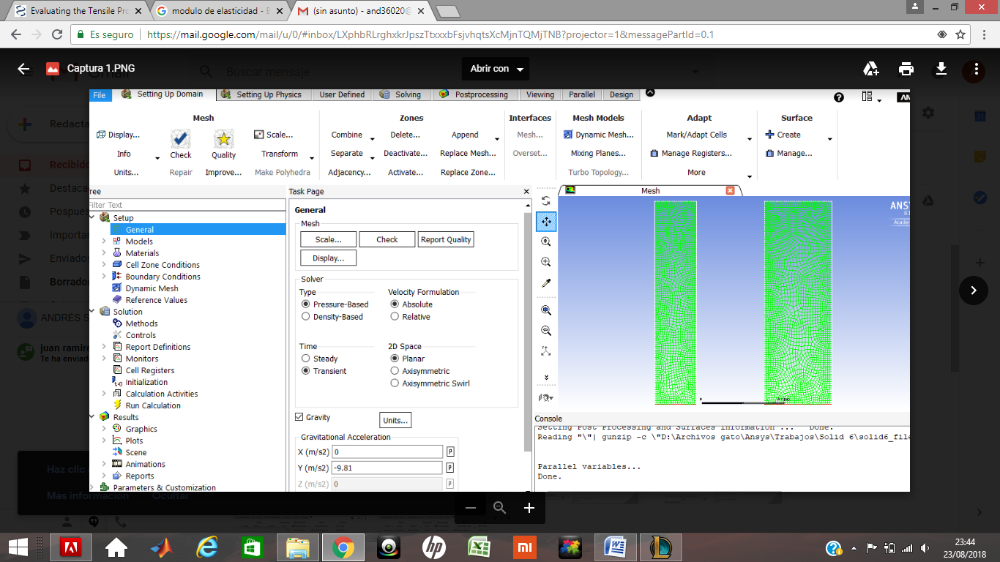 Evaluating the Tensile Pro
modulo de elasticidad - B
(sin asunto) - and36020@
Es seguro
https://mail.google.com/mail/u/0/#inbox/LXphbRLrghxkrJpszTtxxxbFsjvhqtsXcMjnTQMjTNB?projector=1&messagePartId=0.1
Captura 1.PNG
Buscar mensaje
Abrir con
File
Setting Up Domain
Setting Up Physics
User Defined
Solving
Postprocessing
Viewing
Parallel
Design
Mesh
Zones
Interfaces
Mesh Models
Adapt
Surface
Display...
Scale...
Combine
Delete...
Append
Mesh...
Dynamic Mesh...
Mark/Adapt Cells
Create
Info
Check
Quality
Transform
Separate
Deactivate...
Replace Mesh...
Overset...
Mixing Planes...
Manage Registers...
Manage...
Units...
Repair
Improve...
Make Polyhedra
Adjacency...
Activate...
Replace Zone...
Turbo Topology...
More
Redacta
Recibido
Destaca
Pospues
Importan
Enviados
Borrador
ANDRES S
juan ramire
Te ha enviad
Haz clic
Más información
Ocultar
ree
ilter Text
Setup
General
Models
Materials
Cell Zone Conditions
Boundary Conditions
Dynamic Mesh
Reference Values
Solution
Methods
Controls
Report Definitions
Monitors
Cell Registers
Initialization
Calculation Activities
Run Calculation
Results
Graphics
Plots
Scene
Animations
Reports
Parameters & Customization
Task Page
General
Mesh
Scale...
Check
Report Quality
Display...
Solver
Type
Velocity Formulation
Pressure-Based
Absolute
Density-Based
Relative
Time
2D Space
Steady
Planar
Transient
Axisymmetric
Axisymmetric Swirl
Gravity
Units...
Gravitational Acceleration
X (m/s2) 0
Y (m/s2) -9.81
Z (m/s2) 0
Mesh
ANS
Acade
Console
Setting Post Processing and Surfaces Information ... Done.
Reading "\"| gunzip -c \"D:\Archivos gato\Ansys\Trabajos\Solid 6\solid6_file
Parallel variables...
Done.
23:44
23/08/2018